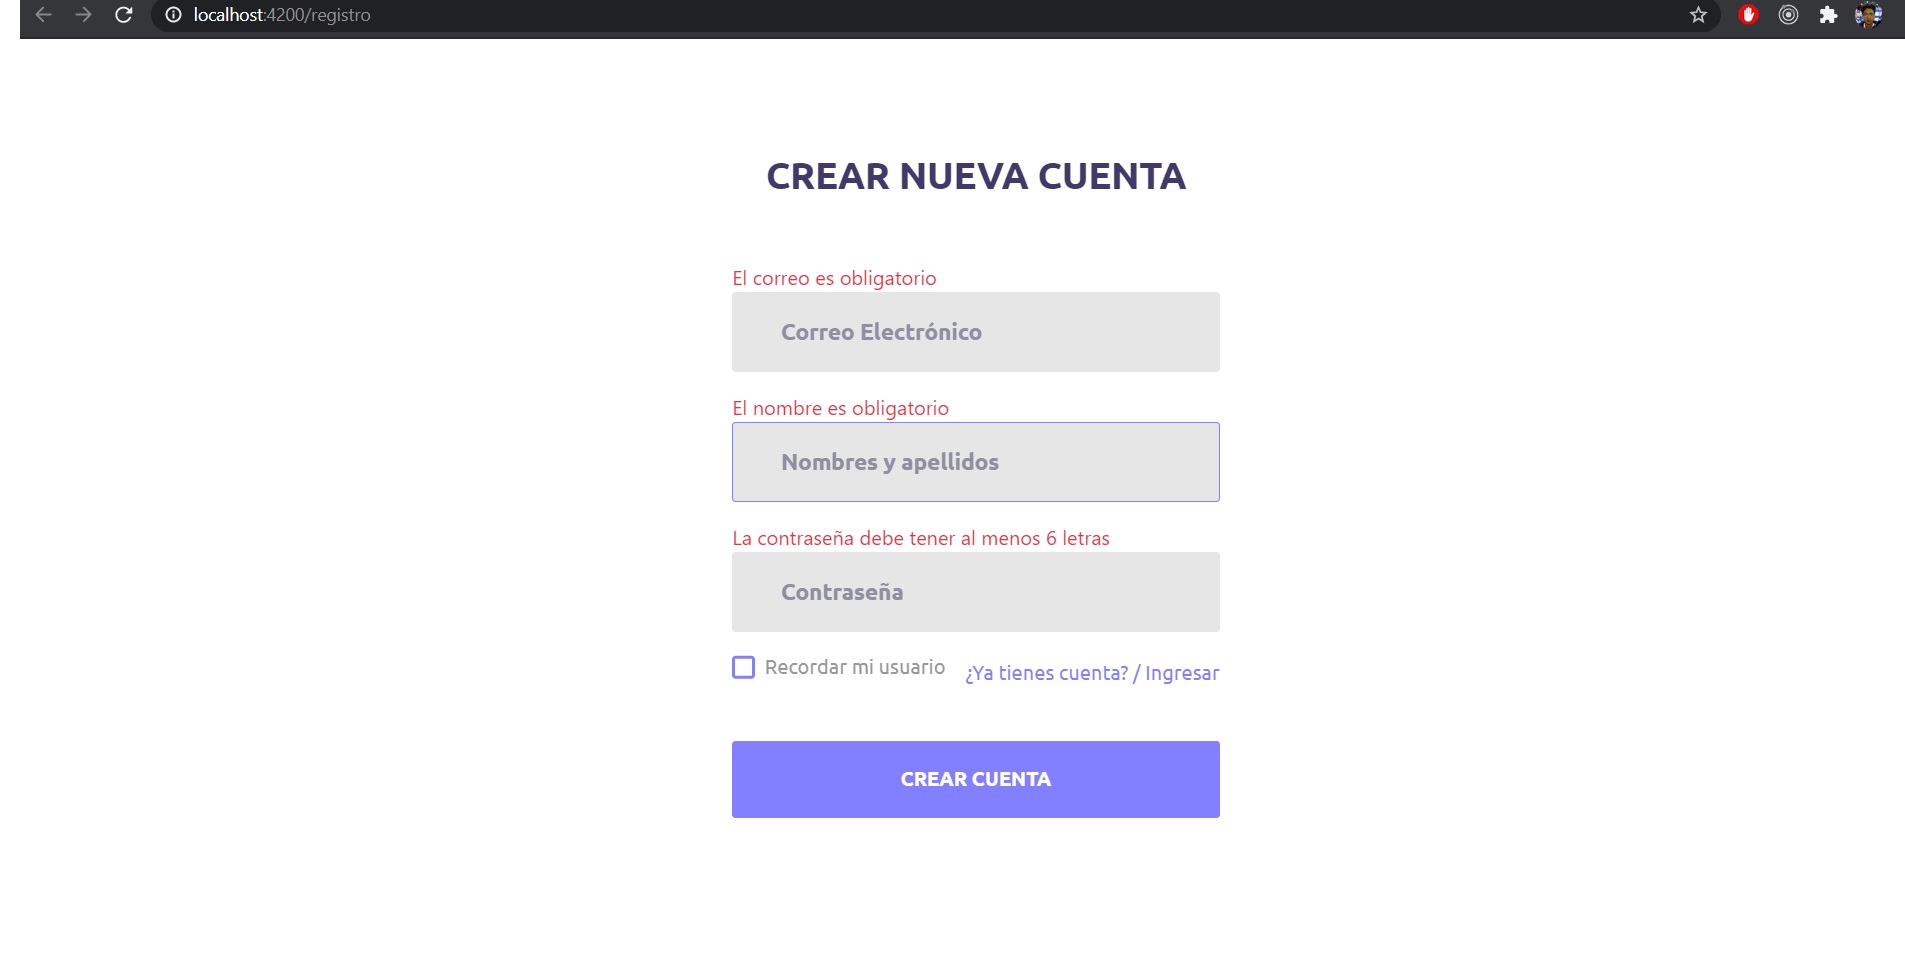 localhost:4200/registro
CREAR NUEVA CUENTA
El correo es obligatorio
Correo Electrónico
El nombre es obligatorio
Nombres y apellidos
La contraseña debe tener al menos 6 letras
Contraseña
Recordar mi usuario ¿Ya tienes cuenta? / Ingresar
CREAR CUENTA